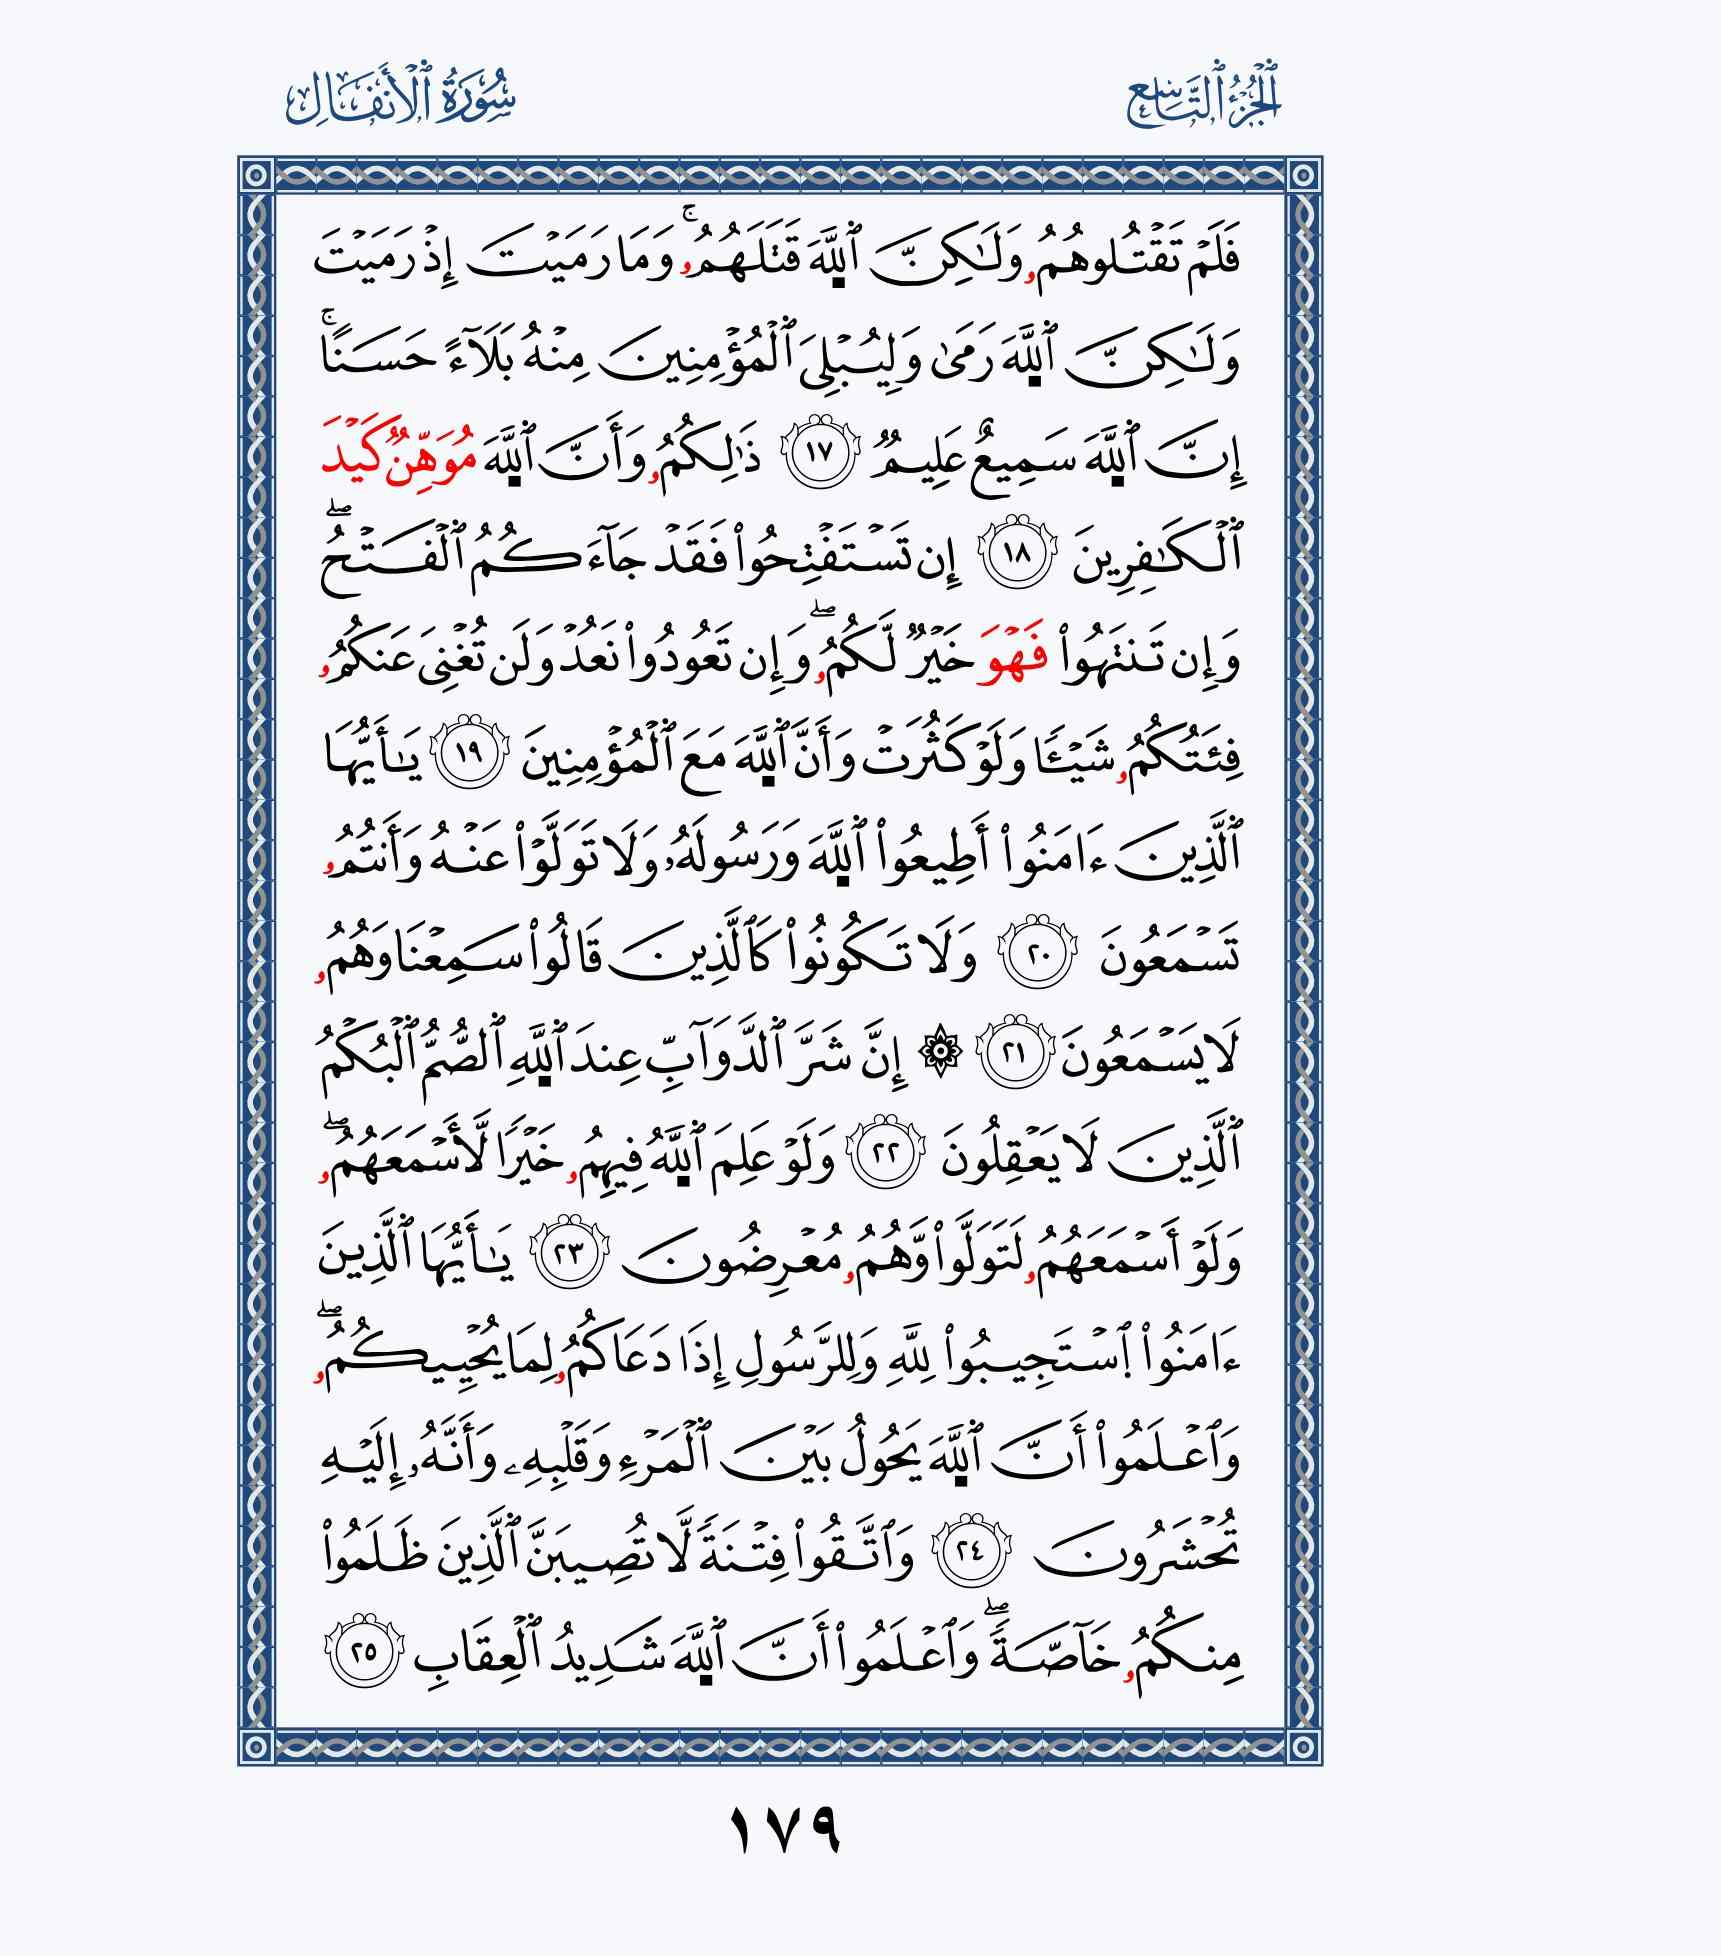 ٱلْجُزْءُ ٱلتَّاسِع
سُورَةُ ٱلْأَنفَالِ
فَلَمْ تَقْتُلُوهُمُۥ وَلَٰكِنَّ ٱللَّهَ قَتَلَهُمُۥۚ وَمَا رَمَيْتَ إِذْ رَمَيْتَ
وَلَٰكِنَّ ٱللَّهَ رَمَىٰ وَلِيُبْلِيَ ٱلْمُؤْمِنِينَ مِنْهُ بَلَآءً حَسَنًاۚ
إِنَّ ٱللَّهَ سَمِيعٌ عَلِيمٌ ١٧ ذَٰلِكُمُۥ وَأَنَّ ٱللَّهَ مُوَهِّنٌ كَيْدَ
ٱلْكَٰفِرِينَ ١٨ إِن تَسْتَفْتِحُوا۟ فَقَدْ جَآءَكُمُ ٱلْفَتْحُۖ
وَإِن تَنتَهُوا۟ فَهْوَ خَيْرٌ لَّكُمُۥۖ وَإِن تَعُودُوا۟ نَعُدْ وَلَن تُغْنِىَ عَنكُمُۥ
فِئَتُكُمُۥ شَيْـًٔا وَلَوْ كَثُرَتْ وَأَنَّ ٱللَّهَ مَعَ ٱلْمُؤْمِنِينَ ١٩ يَٰٓأَيُّهَا
ٱلَّذِينَ ءَامَنُوٓا۟ أَطِيعُوا۟ ٱللَّهَ وَرَسُولَهُۥ وَلَا تَوَلَّوْا۟ عَنْهُ وَأَنتُمُۥ
تَسْمَعُونَ ٢٠ وَلَا تَكُونُوا۟ كَٱلَّذِينَ قَالُوا۟ سَمِعْنَا وَهُمُۥ
لَا يَسْمَعُونَ ٢١ ۞ إِنَّ شَرَّ ٱلدَّوَآبِّ عِندَ ٱللَّهِ ٱلصُّمُّ ٱلْبُكْمُ
ٱلَّذِينَ لَا يَعْقِلُونَ ٢٢ وَلَوْ عَلِمَ ٱللَّهُ فِيهِمُۥ خَيْرًا لَّأَسْمَعَهُمُۥۖ
وَلَوْ أَسْمَعَهُمُۥ لَتَوَلَّوا۟ وَّهُمُۥ مُعْرِضُونَ ٢٣ يَٰٓأَيُّهَا ٱلَّذِينَ
ءَامَنُوا۟ ٱسْتَجِيبُوا۟ لِلَّهِ وَلِلرَّسُولِ إِذَا دَعَاكُمُۥ لِمَا يُحْيِيكُمُۥۖ
وَٱعْلَمُوٓا۟ أَنَّ ٱللَّهَ يَحُولُ بَيْنَ ٱلْمَرْءِ وَقَلْبِهِۦ وَأَنَّهُۥٓ إِلَيْهِ
تُحْشَرُونَ ٢٤ وَٱتَّقُوا۟ فِتْنَةً لَّا تُصِيبَنَّ ٱلَّذِينَ ظَلَمُوا۟
مِنكُمُۥ خَآصَّةًۖ وَٱعْلَمُوٓا۟ أَنَّ ٱللَّهَ شَدِيدُ ٱلْعِقَابِ ٢٥
١٧٩